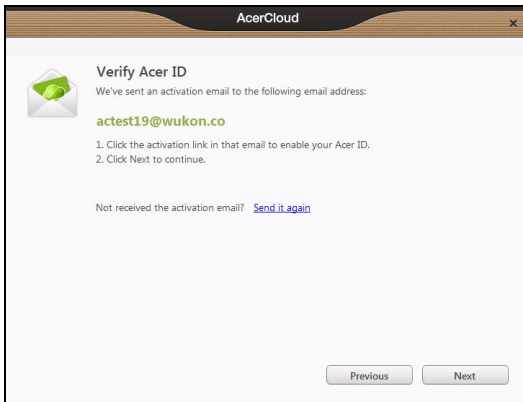 AcerCloud
Verify Acer ID
We've sent an activation email to the following email address:
actest19@wukon.co
1. Click the activation link in that email to enable your Acer ID.
2. Click Next to continue.
Not received the activation email? Send it again
Previous Next